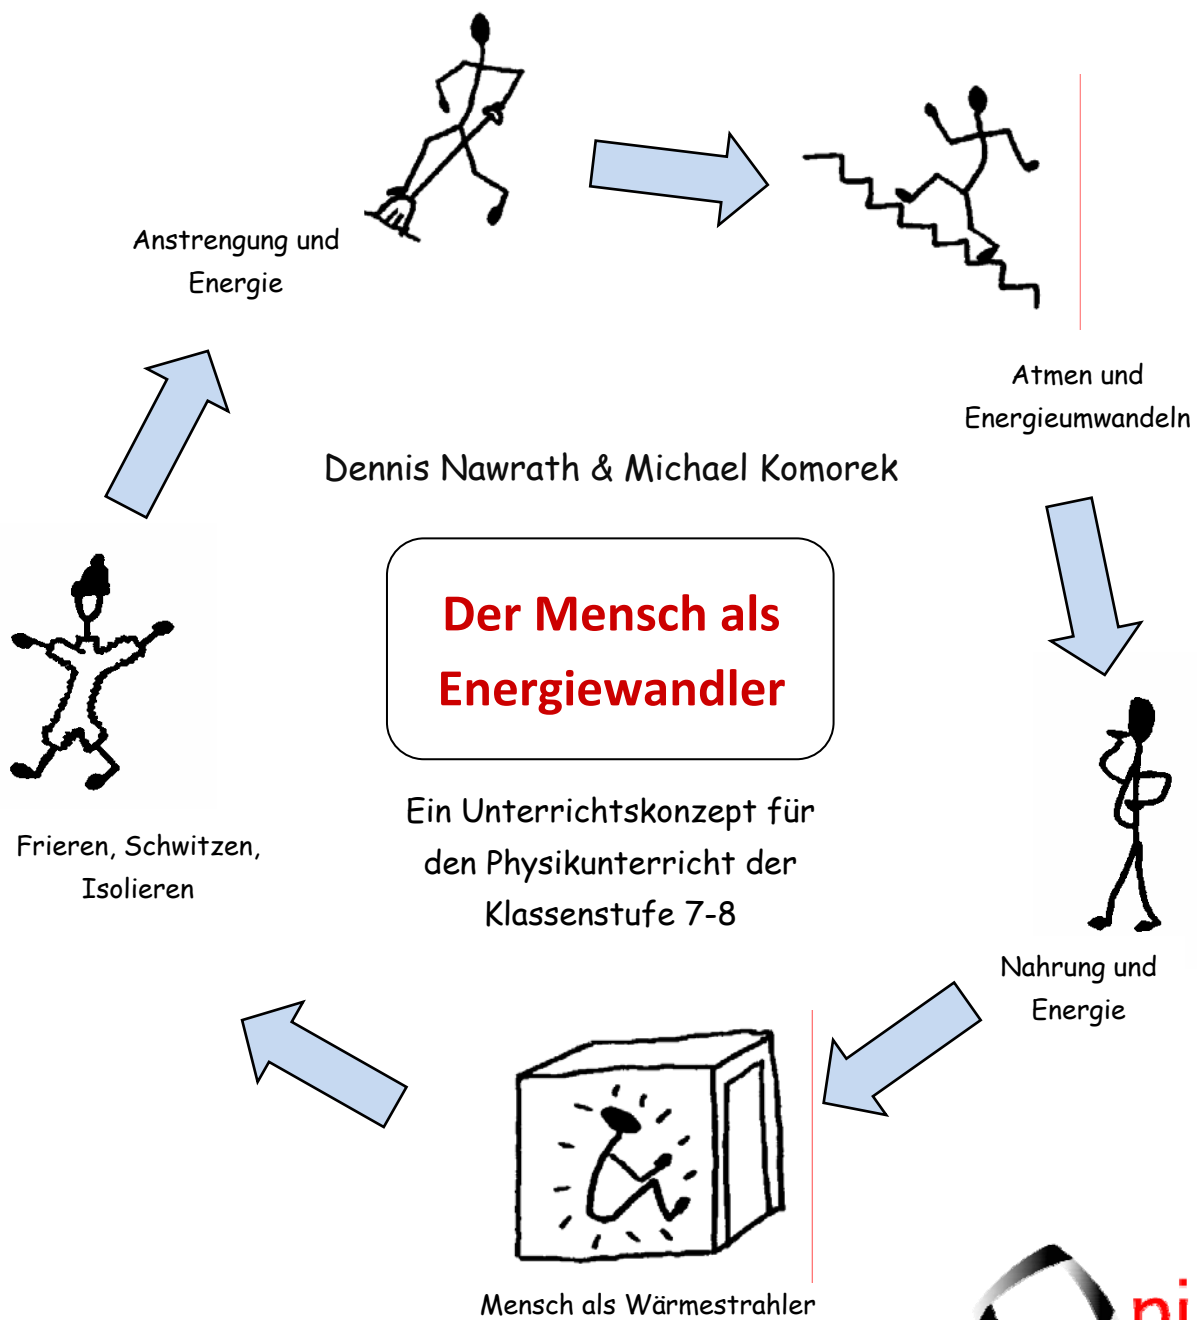 Anstrengung und
Energie
Atmen und
Energieumwandeln
Dennis Nawrath & Michael Komorek
Der Mensch als
Energiewandler
Ein Unterrichtskonzept für
den Physikunterricht der
Klassenstufe 7-8
Frieren, Schwitzen,
Isolieren
Nahrung und
Energie
Mensch als Wärmestrahler